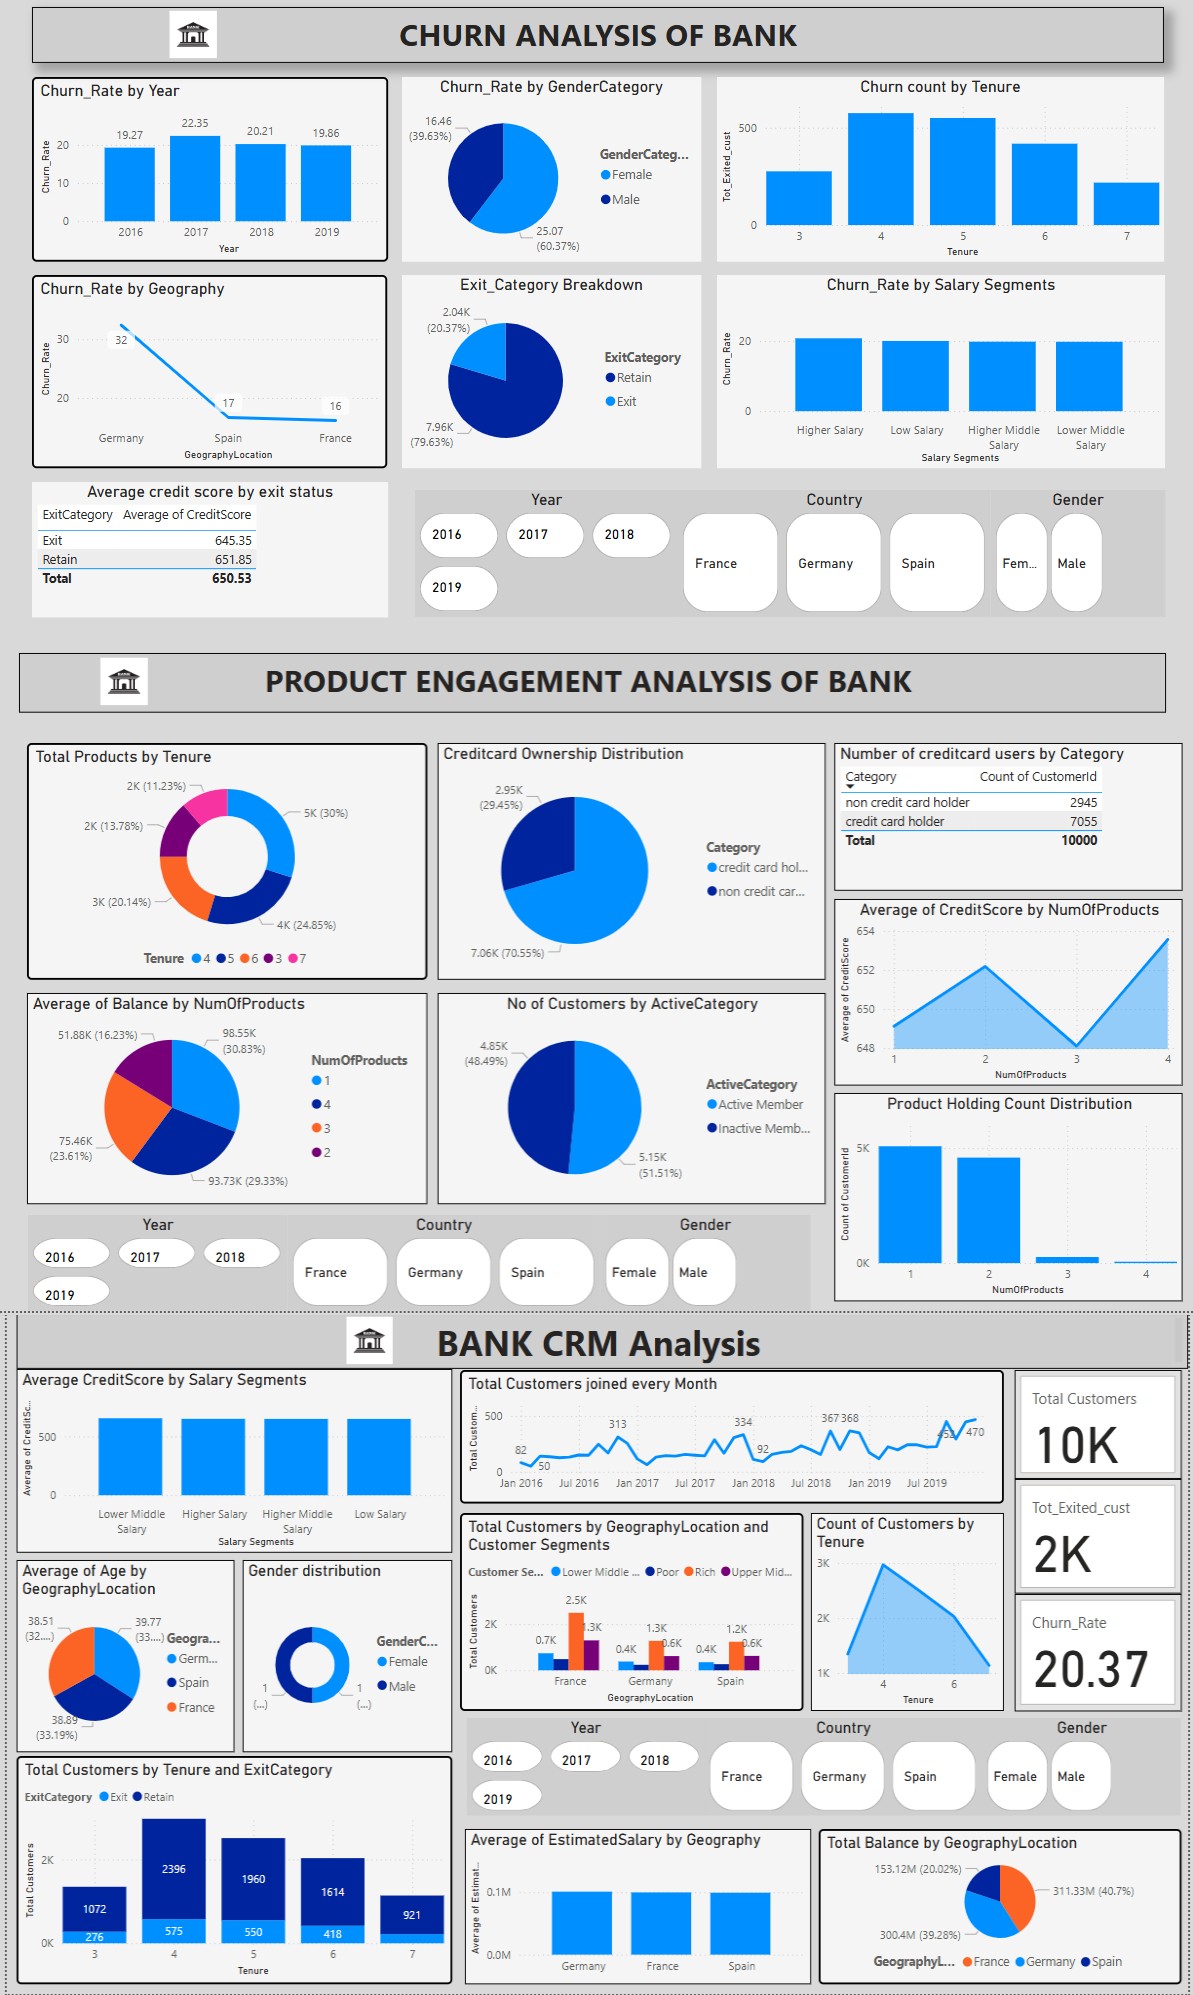 CHURN ANALYSIS OF BANK
Churn_Rate by Year
Churn_Rate
20
10
0
19.27
22.35
20.21
19.86
2016
2017
2018
2019
Year
Churn_Rate by GenderCategory
16.46
(39.63%)
25.07
(60.37%)
GenderCateg...
Female
Male
Churn count by Tenure
Tot_Exited_cust
500
0
3
4
5
6
7
Tenure
Churn_Rate by Geography
Churn_Rate
30
20
32
17
16
Germany
Spain
France
GeographyLocation
Exit_Category Breakdown
2.04K
(20.37%)
7.96K
(79.63%)
ExitCategory
Retain
Exit
Churn_Rate by Salary Segments
Churn_Rate
20
0
Higher Salary
Low Salary
Higher Middle
Salary
Lower Middle
Salary
Salary Segments
Average credit score by exit status
ExitCategory Average of CreditScore
Exit 645.35
Retain 651.85
Total 650.53
Year
2016
2017
2018
2019
Country
France
Germany
Spain
Gender
Fem...
Male
PRODUCT ENGAGEMENT ANALYSIS OF BANK
Total Products by Tenure
2K (11.23%)
5K (30%)
2K (13.78%)
3K (20.14%)
4K (24.85%)
Tenure 4 5 6 3 7
Creditcard Ownership Distribution
2.95K
(29.45%)
7.06K (70.55%)
Category
credit card hol...
non credit car...
Number of creditcard users by Category
Category Count of CustomerId
non credit card holder 2945
credit card holder 7055
Total 10000
Average of CreditScore by NumOfProducts
Average of CreditScore
654
652
650
648
1
2
3
4
NumOfProducts
Average of Balance by NumOfProducts
51.88K (16.23%)
98.55K
(30.83%)
75.46K
(23.61%)
93.73K (29.33%)
NumOfProducts
1
4
3
2
No of Customers by ActiveCategory
4.85K
(48.49%)
5.15K
(51.51%)
ActiveCategory
Active Member
Inactive Memb...
Product Holding Count Distribution
Count of CustomerId
5K
0K
1
2
3
4
NumOfProducts
Year
2016
2017
2018
2019
Country
France
Germany
Spain
Gender
Female
Male
BANK CRM Analysis
Average CreditScore by Salary Segments
Average of CreditSc...
500
0
Lower Middle
Salary
Higher Salary
Higher Middle
Salary
Low Salary
Salary Segments
Total Customers joined every Month
Total Custom...
500
0
82
50
313
334
92
367
368
452
470
Jan 2016
Jul 2016
Jan 2017
Jul 2017
Jan 2018
Jul 2018
Jan 2019
Jul 2019
Total Customers
10K
Tot_Exited_cust
2K
Churn_Rate
20.37
Average of Age by
GeographyLocation
38.51
(32....)
39.77
(33....)
38.89
(33.19%)
Geogra...
Germ...
Spain
France
Gender distribution
1
(...)
1
(...)
GenderC...
Female
Male
Total Customers by GeographyLocation and
Customer Segments
Customer Se... Lower Middle ... Poor Rich Upper Mid...
Total Customers
2K
0K
0.7K
2.5K
1.3K
0.4K
1.3K
0.6K
0.4K
1.2K
0.6K
France
Germany
Spain
GeographyLocation
Count of Customers by
Tenure
3K
2K
1K
4
6
Tenure
Year
2016
2017
2018
2019
Country
France
Germany
Spain
Gender
Female
Male
Total Customers by Tenure and ExitCategory
ExitCategory Exit Retain
Total Customers
2K
0K
1072
276
2396
575
1960
550
1614
418
921
3
4
5
6
7
Tenure
Average of EstimatedSalary by Geography
Average of Estimat...
0.1M
0.0M
Germany
France
Spain
Total Balance by GeographyLocation
153.12M (20.02%)
311.33M (40.7%)
300.4M (39.28%)
GeographyL... France Germany Spain